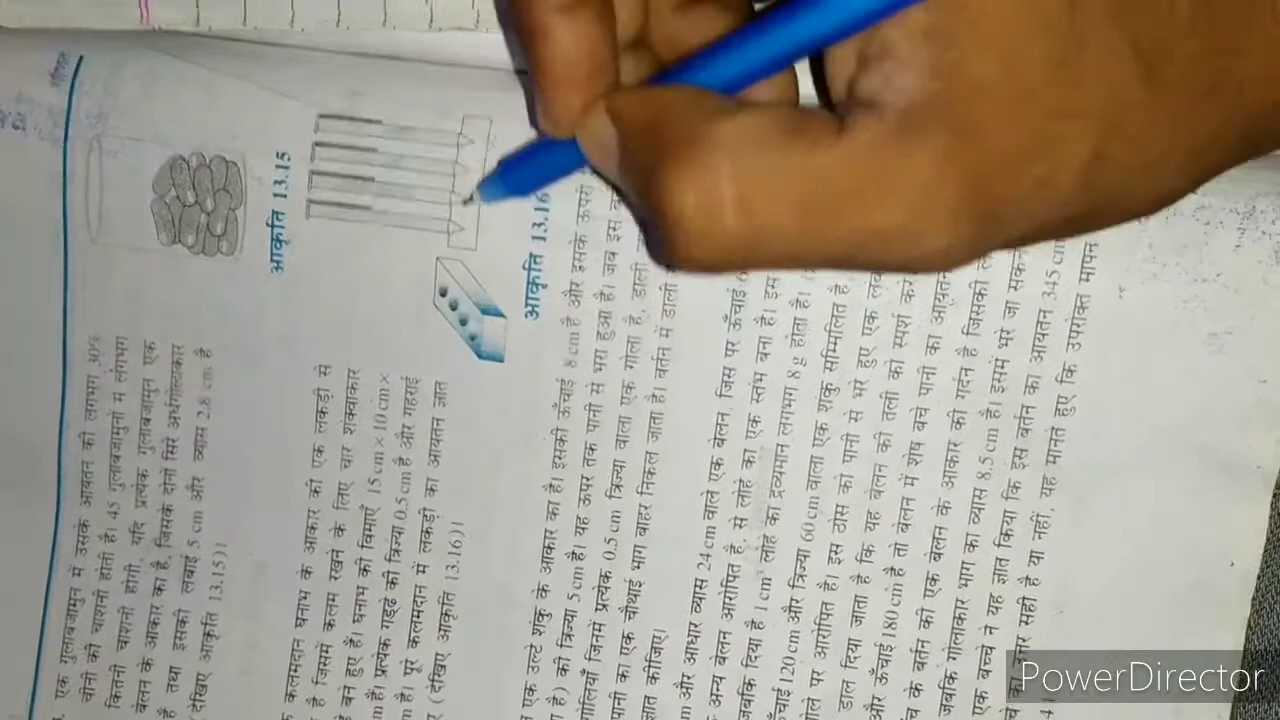 गणित
एक गुलाबजामुन में उसके आयतन की लगभग 30%
चीनी की चाशनी होती है। 45 गुलाबजामुनों में लगभग
कितनी चाशनी होगी, यदि प्रत्येक गुलाबजामुन एक
बेलन के आकार का है, जिसके दोनों सिरे अर्धगोलाकार
हैं तथा इसकी लंबाई 5 cm और व्यास 2.8 cm है
देखिए आकृति 13.15)।
आकृति 13.15
कलमदान घनाभ के आकार की एक लकड़ी से
है जिसमें कलम रखने के लिए चार शंक्वाकार
बने हुए हैं। घनाभ की विमाएँ 15 cm × 10 cm ×
m हैं। प्रत्येक गड्ढे की त्रिज्या 0.5 cm है और गहराई
m है। पूरे कलमदान में लकड़ी का आयतन ज्ञात
(देखिए आकृति 13.16)।
आकृति 13.16
एक उल्टे शंकु के आकार का है। इसकी ऊँचाई 8 cm है और इसके ऊपरी
है) की त्रिज्या 5 cm है। यह ऊपर तक पानी से भरा हुआ है। जब इस
गोलियाँ जिनमें प्रत्येक 0.5 cm त्रिज्या वाला एक गोला है, डाली
पानी का एक चौथाई भाग बाहर निकल जाता है। बर्तन में डाली
ज्ञात कीजिए।
m और आधार व्यास 24 cm वाले एक बेलन, जिस पर ऊँचाई
अन्य बेलन आरोपित है, से लोहे का एक स्तंभ बना है। इस
जबकि दिया है 1 cm³ लोहे का द्रव्यमान लगभग 8 g होता है।
चाई 120 cm और त्रिज्या 60 cm वाला एक शंकु सम्मिलित है
ोले पर आरोपित है। इस ठोस को पानी से भरे हुए एक लंब
डाल दिया जाता है कि यह बेलन की तली को स्पर्श कर
और ऊँचाई 180 cm है तो बेलन में शेष बचे पानी का आयतन
के बर्तन की एक बेलन के आकार की गर्दन है जिसकी
जबकि गोलाकार भाग का व्यास 8.5 cm है। इसमें भरे जा सक
एक बच्चे ने यह ज्ञात किया कि इस बर्तन का आयतन 345 cm
का उत्तर सही है या नहीं, यह मानते हुए कि उपरोक्त मापन
PowerDirector